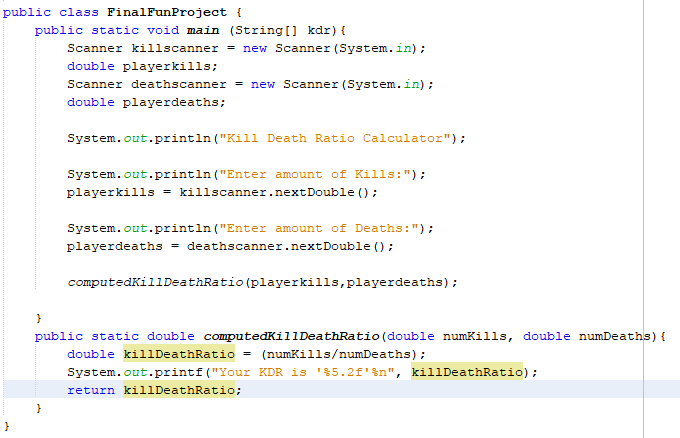 public class FinalFunProject {
public static void main (String[] kdr){
Scanner killscanner = new Scanner(System.in);
double playerkills;
Scanner deathscanner = new Scanner(System.in);
double playerdeaths;
System.out.println("Kill Death Ratio Calculator");
System.out.println("Enter amount of Kills:");
playerkills = killscanner.nextDouble();
System.out.println("Enter amount of Deaths:");
playerdeaths = deathscanner.nextDouble();
computedKillDeathRatio(playerkills,playerdeaths);
}
public static double computedKillDeathRatio(double numKills, double numDeaths){
double killDeathRatio = (numKills/numDeaths);
System.out.printf("Your KDR is '%5.2f'%n", killDeathRatio);
return killDeathRatio;
}
}